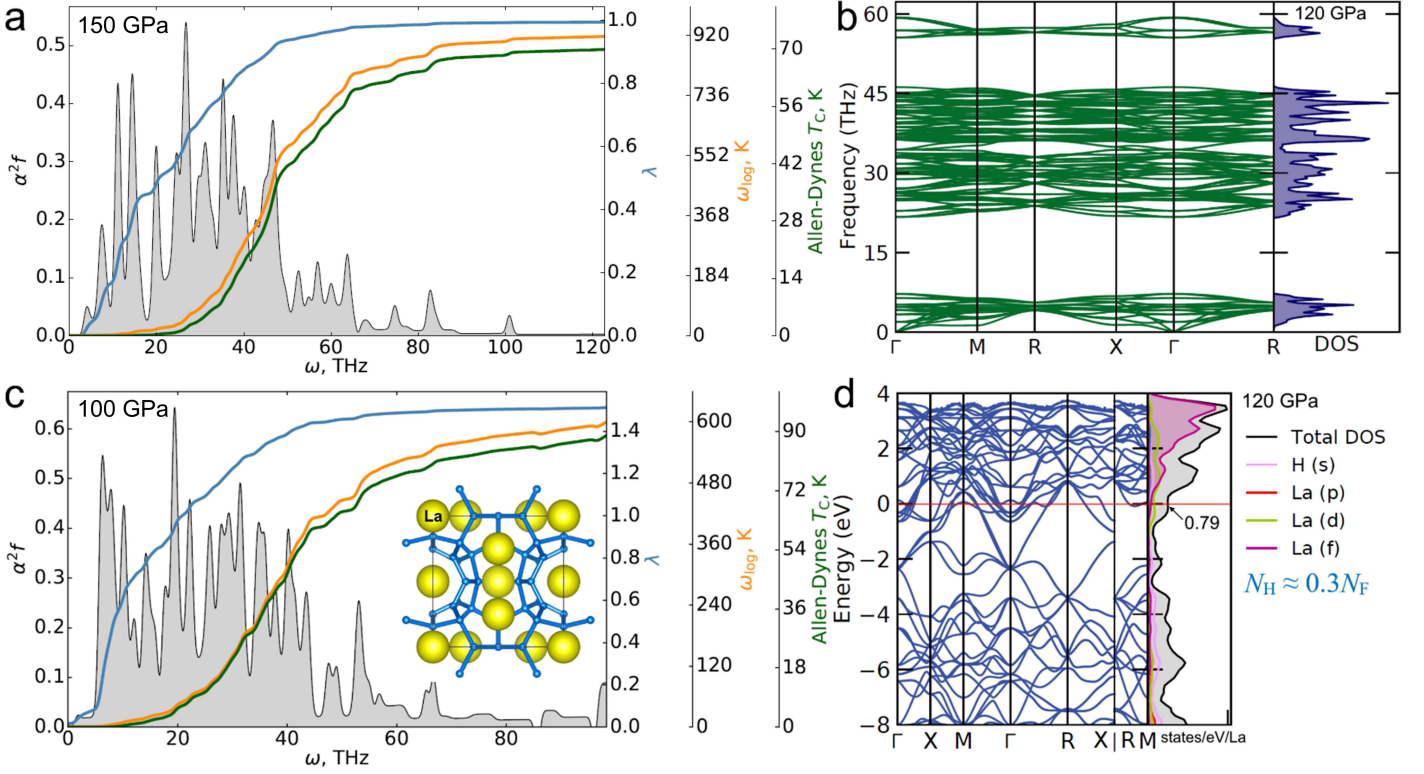 a
150 GPa
α²f
0.5
0.4
0.3
0.2
0.1
0.0
0
20
40
60
80
100
120
ω, THz
1.0
0.8
0.6
0.4
0.2
0.0
λ
920
736
552
368
184
0
ωlog, K
70
56
42
28
14
0
Allen-Dynes TC, K
b
120 GPa
Frequency (THz)
60
45
30
15
0
Γ
M
R
X
Γ
R
DOS
c
100 GPa
α²f
0.6
0.5
0.4
0.3
0.2
0.1
0.0
0
20
40
60
80
ω, THz
La
1.4
1.2
1.0
0.8
0.6
0.4
0.2
0.0
λ
600
480
360
240
120
0
ωlog, K
90
72
54
36
18
0
Allen-Dynes TC, K
d
Energy (eV)
4
2
0
−2
−4
−6
−8
Γ
X
M
Γ
R
X|R
M
states/eV/La
0.79
120 GPa
Total DOS
H (s)
La (p)
La (d)
La (f)
NH ≈ 0.3NF